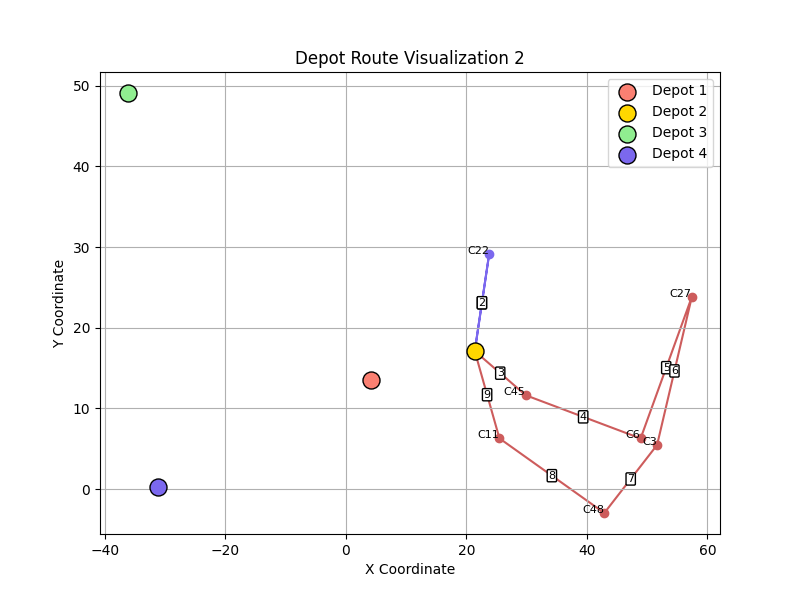 Depot Route Visualization 2
Depot 1
Depot 2
Depot 3
Depot 4
Y Coordinate
50
40
30
20
10
0
C22
2
C27
5
6
3
9
C45
4
C11
C6
C3
8
7
C48
−40
−20
0
20
40
60
X Coordinate